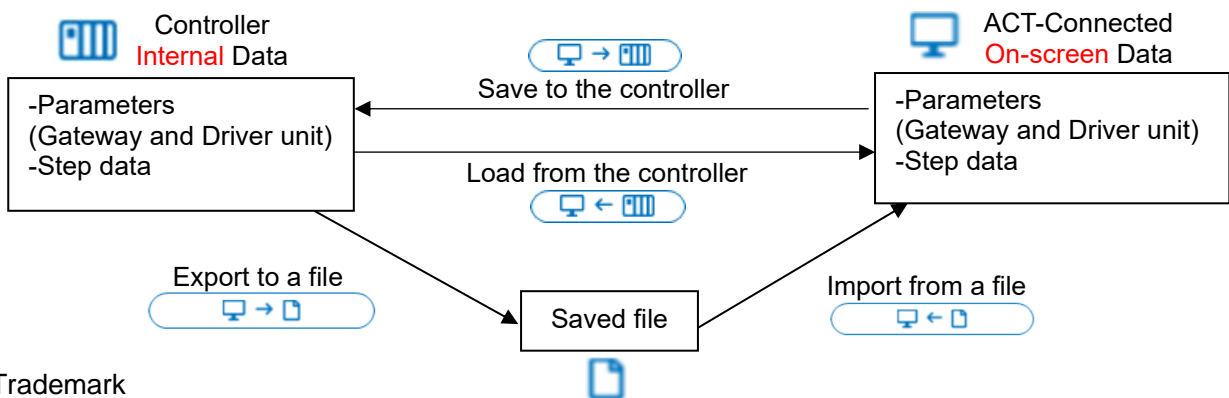 Controller
Internal Data
ACT-Connected
On-screen Data
-Parameters
(Gateway and Driver unit)
-Step data
Save to the controller
Load from the controller
-Parameters
(Gateway and Driver unit)
-Step data
Export to a file
Saved file
Import from a file
Trademark